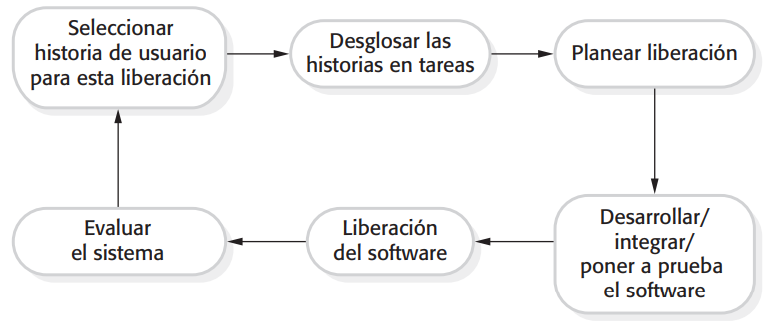 Seleccionar
historia de usuario
para esta liberación
Desglosar las
historias en tareas
Planear liberación
Desarrollar/
integrar/
poner a prueba
el software
Liberación
del software
Evaluar
el sistema